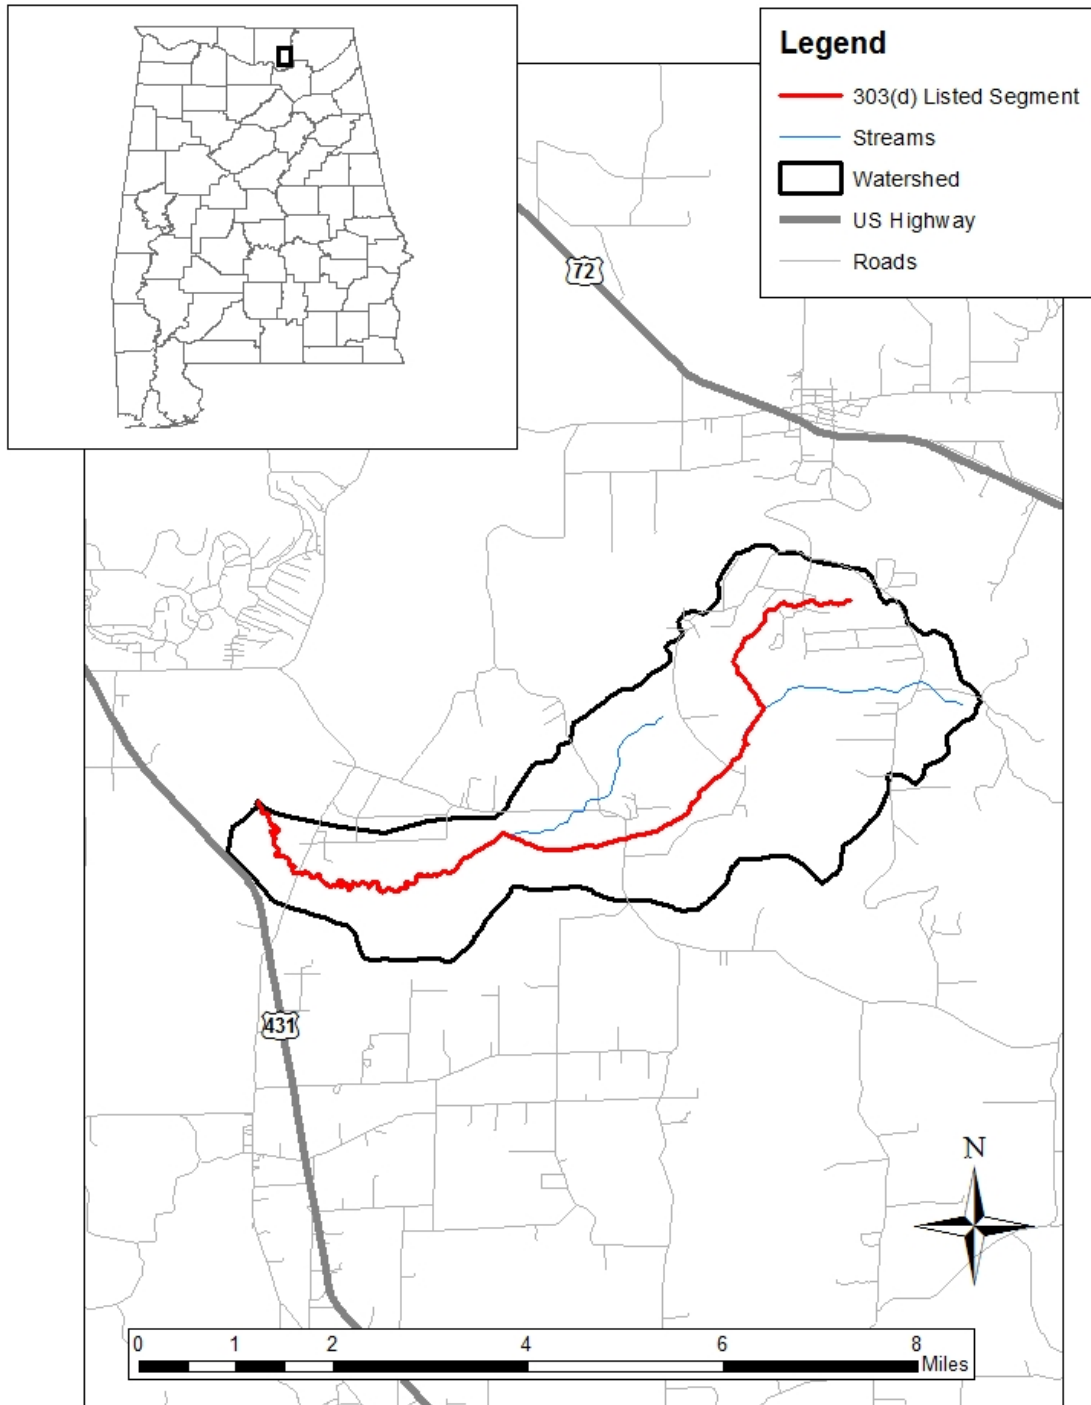 Legend
303(d) Listed Segment
Streams
Watershed
US Highway
Roads
72
431
N
0 1 2 4 6 8
Miles